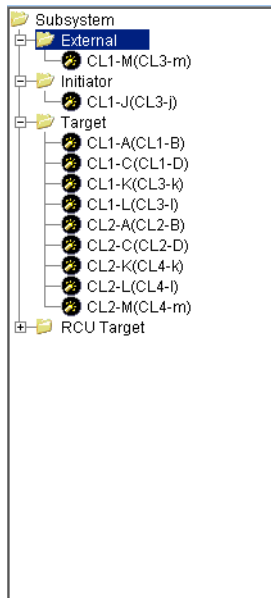 Subsystem
External
CL1-M(CL3-m)
Initiator
CL1-J(CL3-j)
Target
CL1-A(CL1-B)
CL1-C(CL1-D)
CL1-K(CL3-k)
CL1-L(CL3-l)
CL2-A(CL2-B)
CL2-C(CL2-D)
CL2-K(CL4-k)
CL2-L(CL4-l)
CL2-M(CL4-m)
RCU Target